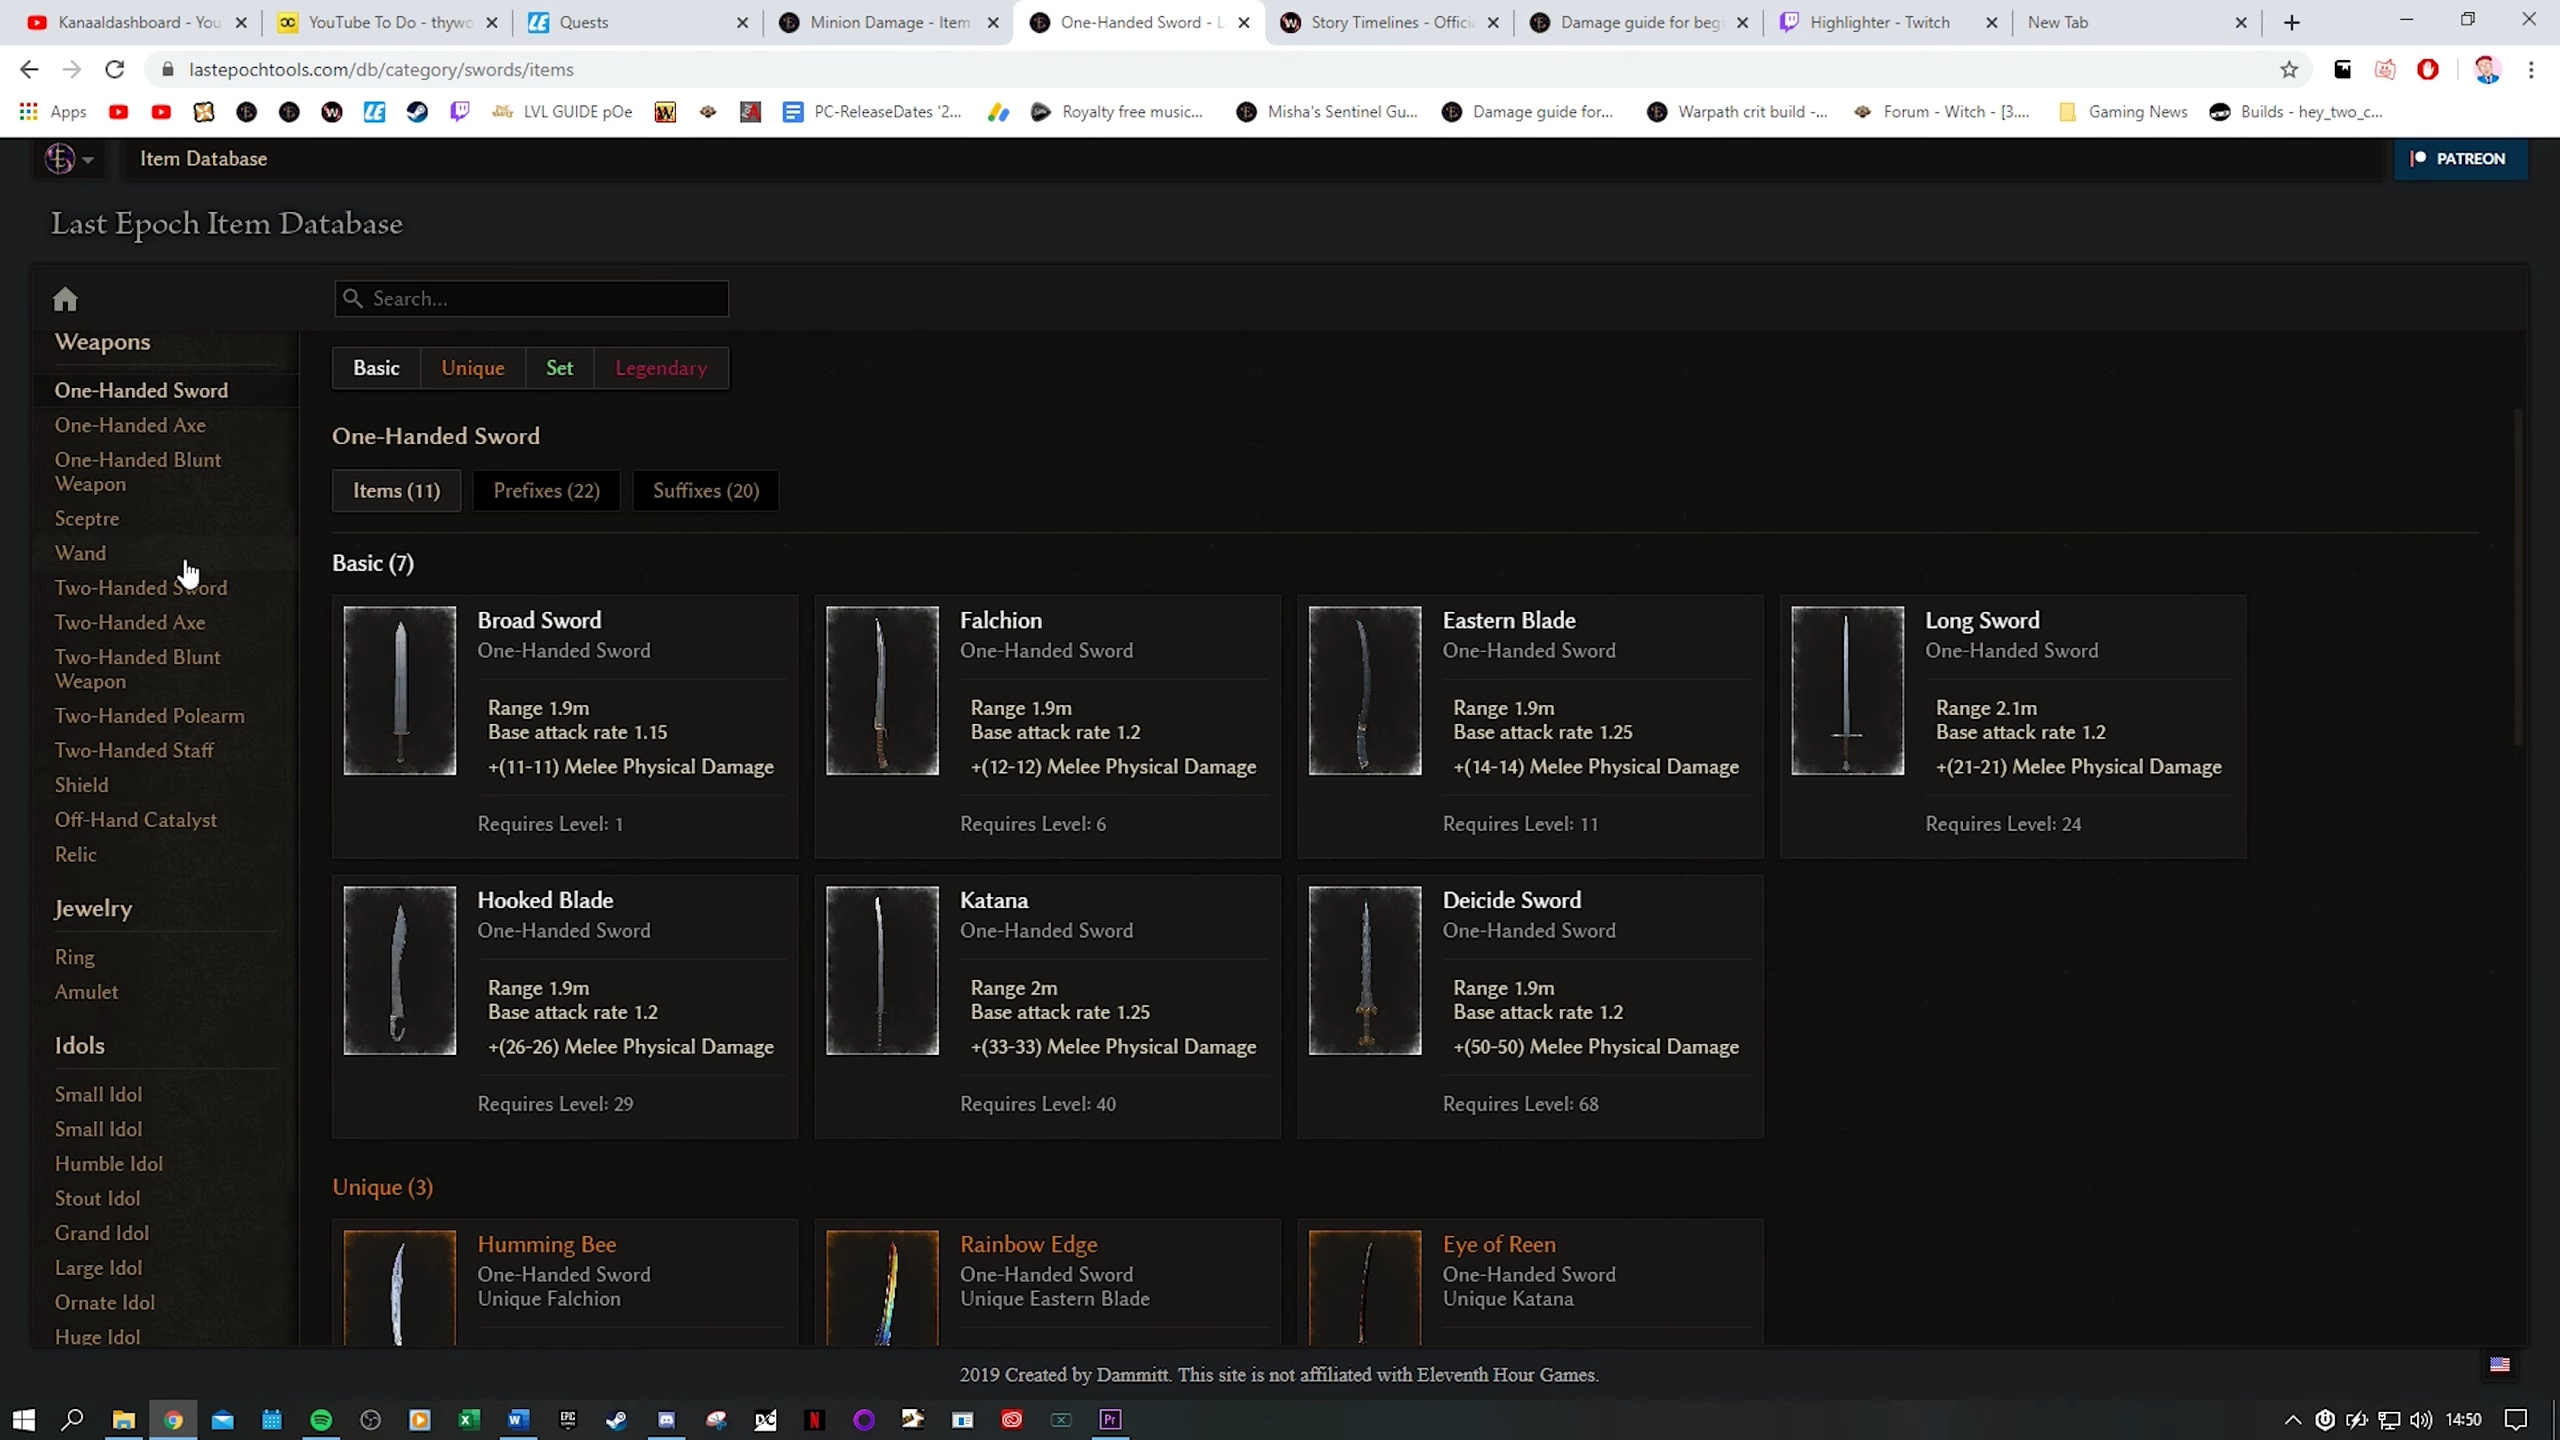 Kanaaldashboard - You
YouTube To Do - thywo
Quests
Minion Damage - Item
One-Handed Sword - L
Story Timelines - Offici
Damage guide for beg
Highlighter - Twitch
New Tab
lastepochtools.com/db/category/swords/items
Apps
LVL GUIDE pOe
PC-ReleaseDates '2...
Royalty free music...
Misha's Sentinel Gu...
Damage guide for...
Warpath crit build -...
Forum - Witch - [3....
Gaming News
Builds - hey_two_c...
Item Database
PATREON
Last Epoch Item Database
Search...
Weapons
One-Handed Sword
One-Handed Axe
One-Handed Blunt
Weapon
Sceptre
Wand
Two-Handed Sword
Two-Handed Axe
Two-Handed Blunt
Weapon
Two-Handed Polearm
Two-Handed Staff
Shield
Off-Hand Catalyst
Relic
Jewelry
Ring
Amulet
Idols
Small Idol
Small Idol
Humble Idol
Stout Idol
Grand Idol
Large Idol
Ornate Idol
Huge Idol
Basic
Unique
Set
Legendary
One-Handed Sword
Items (11)
Prefixes (22)
Suffixes (20)
Basic (7)
Broad Sword
One-Handed Sword
Range 1.9m
Base attack rate 1.15
+(11-11) Melee Physical Damage
Requires Level: 1
Falchion
One-Handed Sword
Range 1.9m
Base attack rate 1.2
+(12-12) Melee Physical Damage
Requires Level: 6
Eastern Blade
One-Handed Sword
Range 1.9m
Base attack rate 1.25
+(14-14) Melee Physical Damage
Requires Level: 11
Long Sword
One-Handed Sword
Range 2.1m
Base attack rate 1.2
+(21-21) Melee Physical Damage
Requires Level: 24
Hooked Blade
One-Handed Sword
Range 1.9m
Base attack rate 1.2
+(26-26) Melee Physical Damage
Requires Level: 29
Katana
One-Handed Sword
Range 2m
Base attack rate 1.25
+(33-33) Melee Physical Damage
Requires Level: 40
Deicide Sword
One-Handed Sword
Range 1.9m
Base attack rate 1.2
+(50-50) Melee Physical Damage
Requires Level: 68
Unique (3)
Humming Bee
One-Handed Sword
Unique Falchion
Rainbow Edge
One-Handed Sword
Unique Eastern Blade
Eye of Reen
One-Handed Sword
Unique Katana
2019 Created by Dammitt. This site is not affiliated with Eleventh Hour Games.
14:50